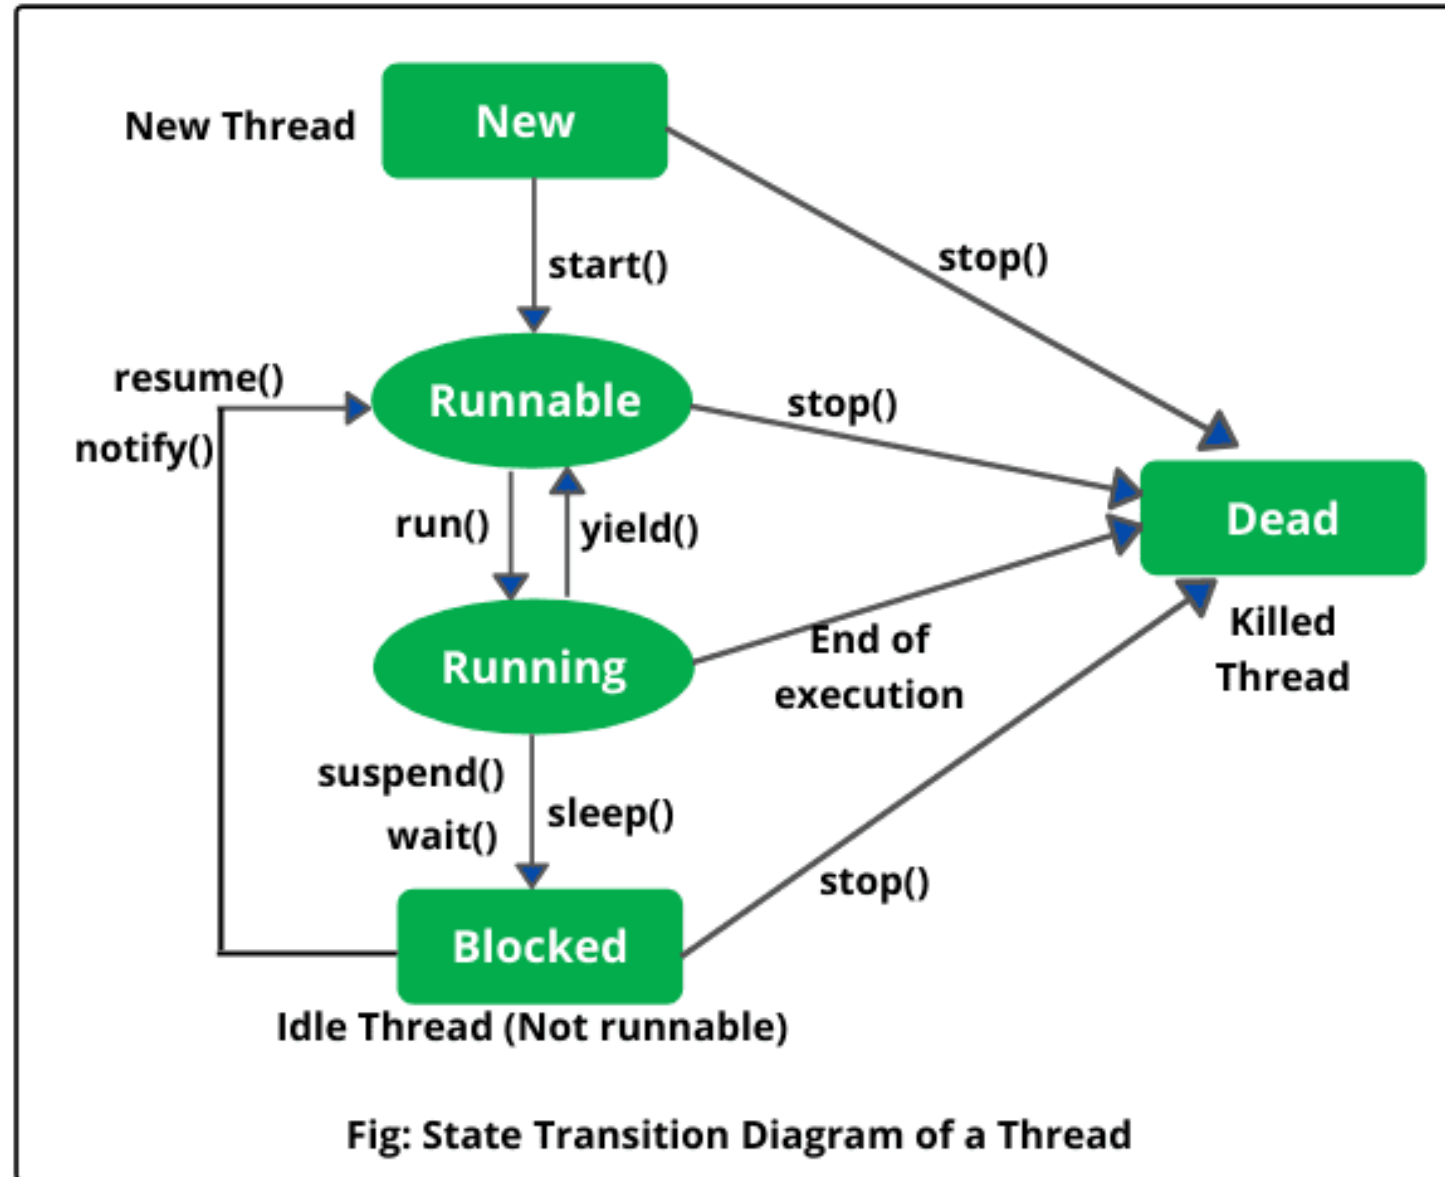 New Thread
New
start()
stop()
resume()
notify()
Runnable
stop()
run()
yield()
Dead
Killed
Thread
Running
End of
execution
suspend()
wait()
sleep()
stop()
Blocked
Idle Thread (Not runnable)
Fig: State Transition Diagram of a Thread